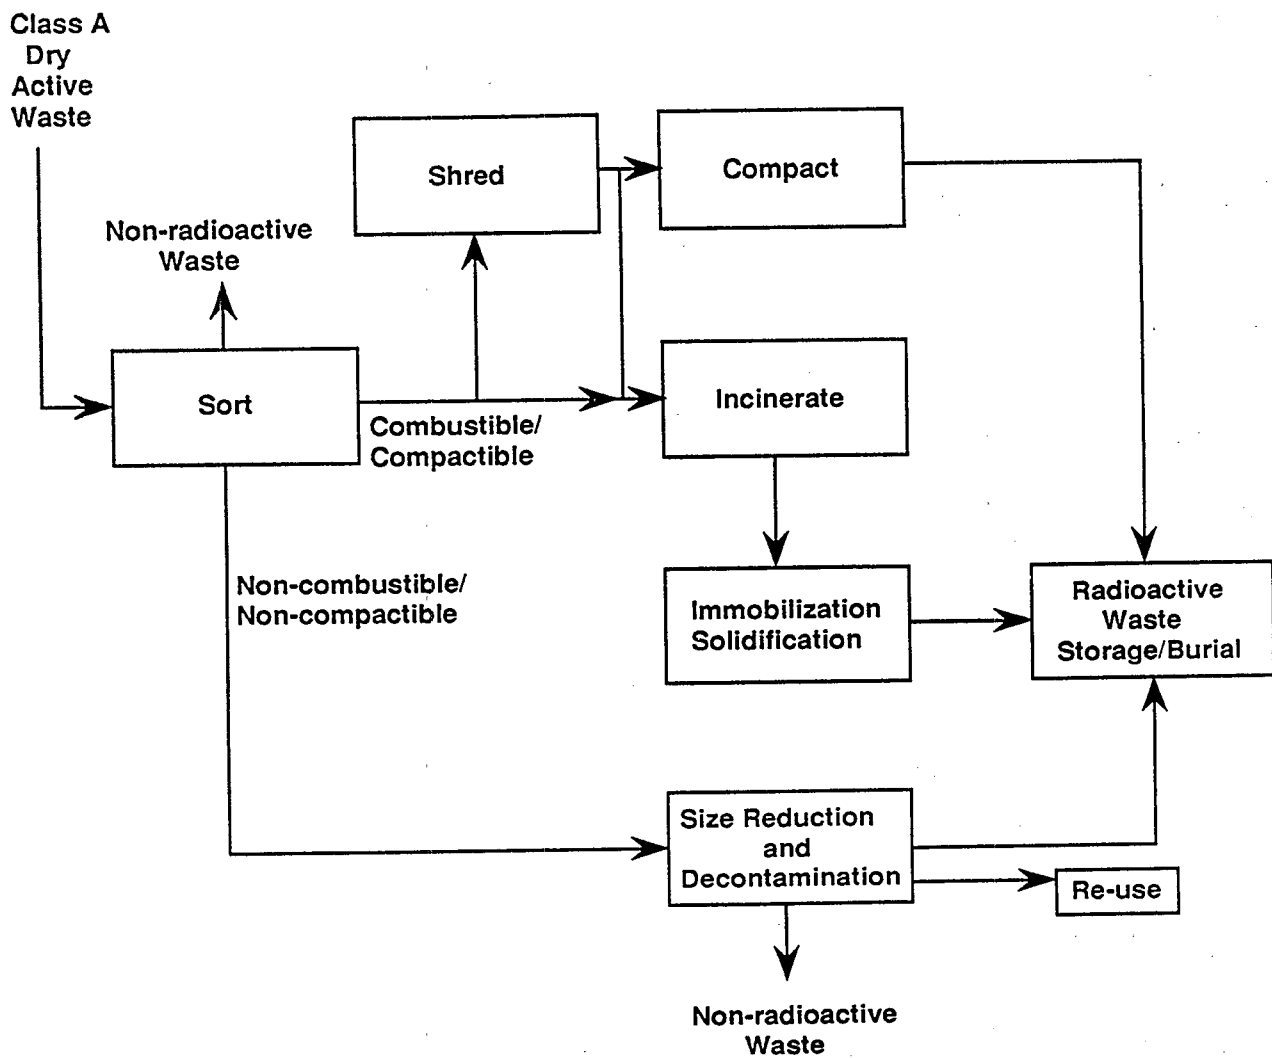 Class A
Dry
Active
Waste
Shred
Compact
Non-radioactive
Waste
Sort
Incinerate
Combustible/
Compactible
Non-combustible/
Non-compactible
Immobilization
Solidification
Radioactive
Waste
Storage/Burial
Size Reduction
and
Decontamination
Re-use
Non-radioactive
Waste